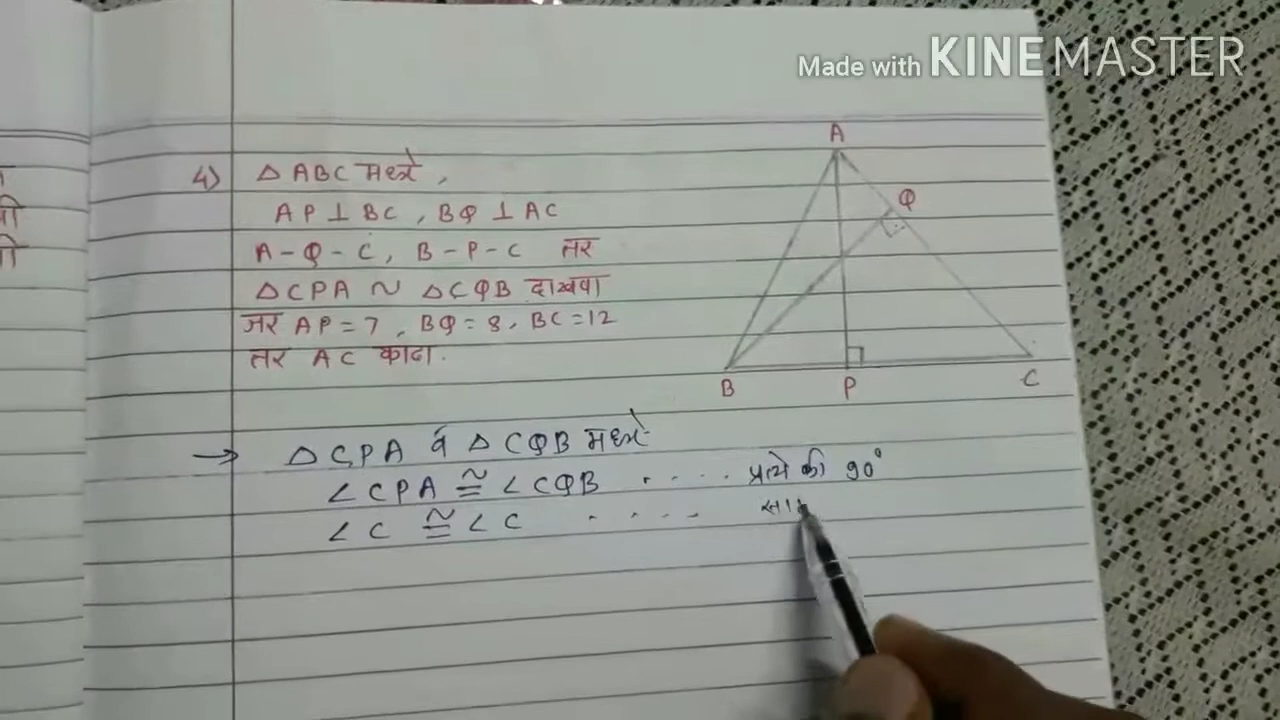 Made with KINEMASTER
4) △ ABC मध्ये,
AP ⊥ BC, BQ ⊥ AC
A - Q - C, B - P - C तर
△CPA ~ △CQB दाखवा
जर AP = 7, BQ = 8, BC = 12
तर AC काढा.
A
Q
B
P
C
→ △ CPA व △ CQB मध्ये
∠CPA ≅ ∠CQB ..... प्रत्येकी 90°
∠C ≅ ∠C ....